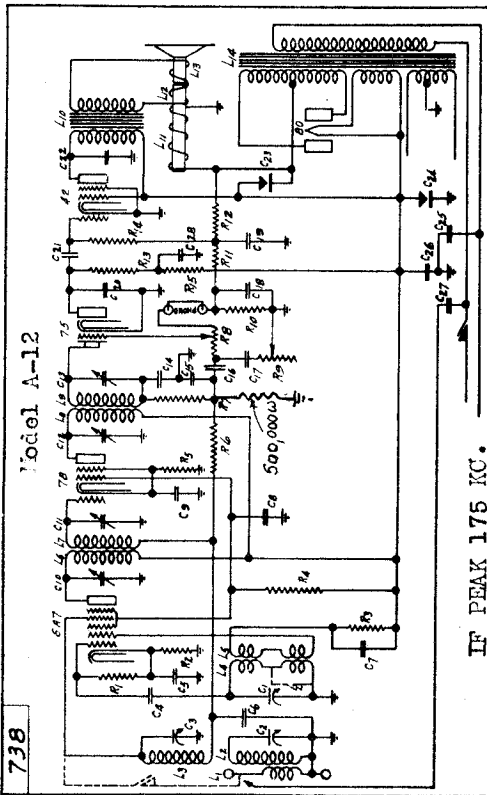 738
Model A-12
6A7
78
75
42
80
L1
L2
L3
L4
L5
L6
L7
L8
L9
L10
L11
L12
L13
L14
C1
C2
C3
C4
C5
C6
C7
C8
C9
C10
C11
C12
C13
C14
C15
C16
C17
C18
C19
C20
C21
C22
C23
C24
C25
C26
C27
C28
R1
R2
R3
R4
R5
R6
R7
R8
R9
R10
R11
R12
R13
R14
R15
PHONO
500,000ω
IF PEAK 175 KC.